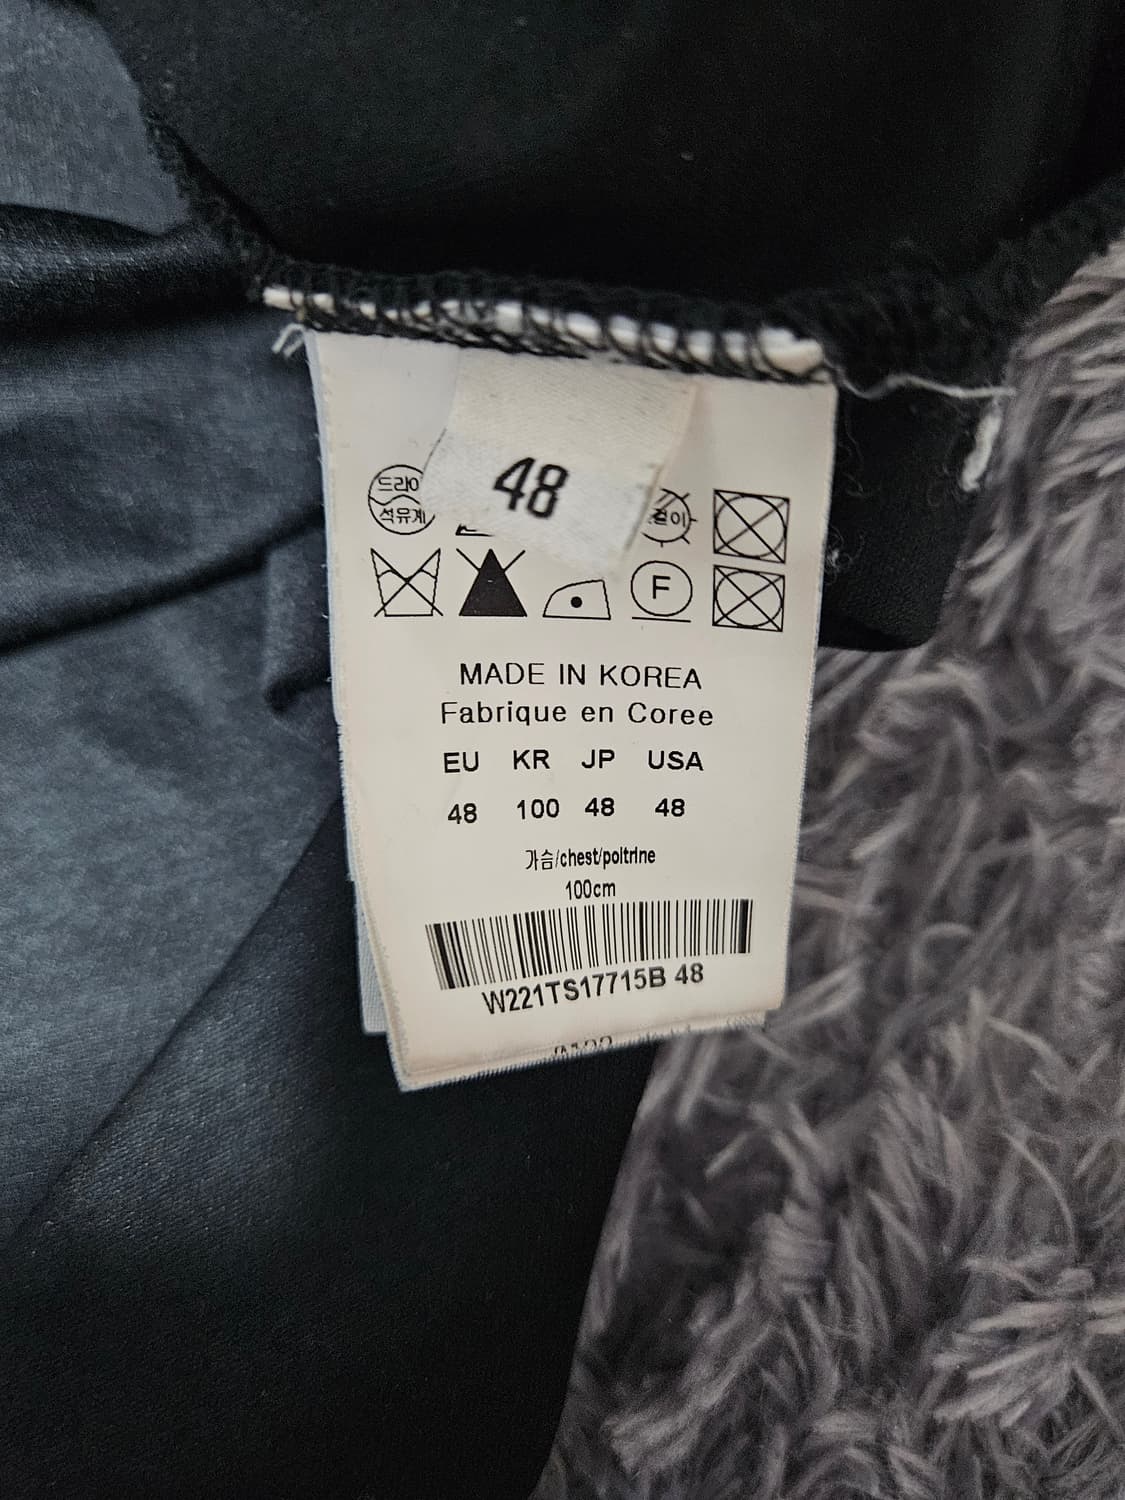 48
드라이
석유계
F
MADE IN KOREA
Fabrique en Coree
EU KR JP USA
48 100 48 48
가슴/chest/poitrine
100cm
W221TS17715B 48